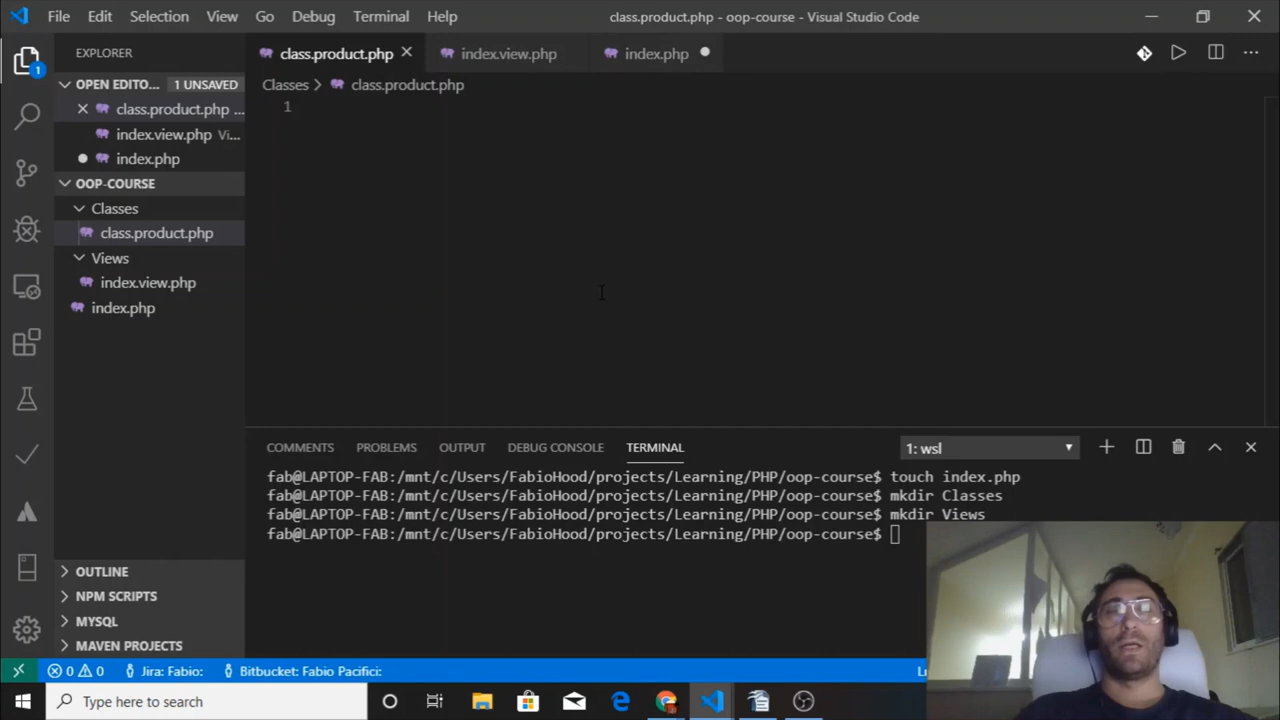 File Edit Selection View Go Debug Terminal Help
class.product.php - oop-course - Visual Studio Code
EXPLORER
class.product.php
index.view.php
index.php
1
OPEN EDITO... 1 UNSAVED
Classes > class.product.php
class.product.php ...
1
index.view.php Vi...
index.php
OOP-COURSE
Classes
class.product.php
Views
index.view.php
index.php
COMMENTS PROBLEMS OUTPUT DEBUG CONSOLE TERMINAL
1: wsl
fab@LAPTOP-FAB:/mnt/c/Users/FabioHood/projects/Learning/PHP/oop-course$ touch index.php
fab@LAPTOP-FAB:/mnt/c/Users/FabioHood/projects/Learning/PHP/oop-course$ mkdir Classes
fab@LAPTOP-FAB:/mnt/c/Users/FabioHood/projects/Learning/PHP/oop-course$ mkdir Views
fab@LAPTOP-FAB:/mnt/c/Users/FabioHood/projects/Learning/PHP/oop-course$
OUTLINE
NPM SCRIPTS
MYSQL
MAVEN PROJECTS
0 0 Jira: Fabio: Bitbucket: Fabio Pacifici:
Type here to search